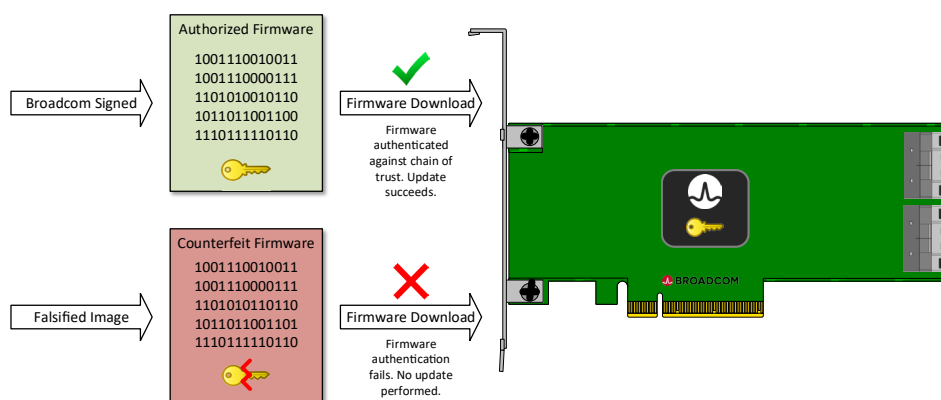 Authorized Firmware
1001110010011
1001110000111
1101010010110
1011011001100
1110111110110
Broadcom Signed
Firmware Download
Firmware
authenticated
against chain of
trust. Update
succeeds.
Counterfeit Firmware
1001110010011
1001110000111
1101010110110
1011011001101
1110111110110
Falsified Image
Firmware Download
Firmware
authentication
fails. No update
performed.
BROADCOM